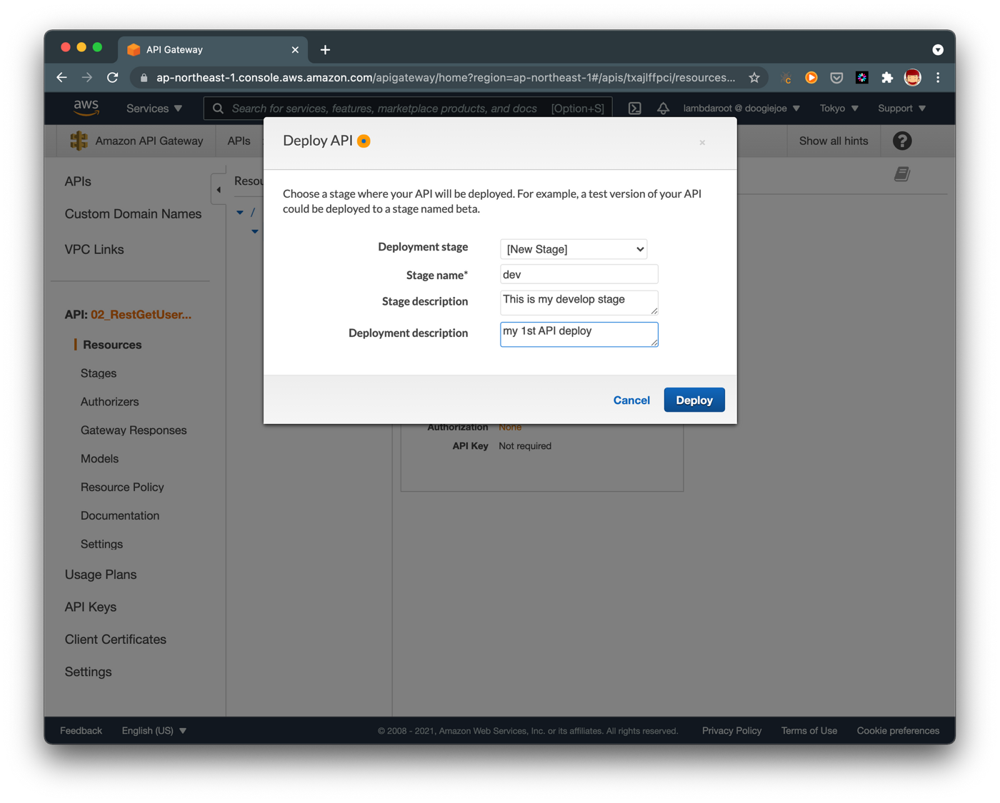 API Gateway
ap-northeast-1.console.aws.amazon.com/apigateway/home?region=ap-northeast-1#/apis/txajlffpci/resources...
aws
Services
Search for services, features, marketplace products, and docs [Option+S]
lambdaroot @ doogiejoe
Tokyo
Support
Amazon API Gateway
APIs
Show all hints
Deploy API
Choose a stage where your API will be deployed. For example, a test version of your API
could be deployed to a stage named beta.
Deployment stage [New Stage]
Stage name* dev
Stage description This is my develop stage
Deployment description my 1st API deploy
Cancel
Deploy
APIs
Custom Domain Names
VPC Links
API: 02_RestGetUser...
Resources
Stages
Authorizers
Gateway Responses
Models
Resource Policy
Documentation
Settings
Usage Plans
API Keys
Client Certificates
Settings
Resou
/
Authorization None
API Key Not required
Feedback
English (US)
© 2008 - 2021, Amazon Web Services, Inc. or its affiliates. All rights reserved.
Privacy Policy
Terms of Use
Cookie preferences